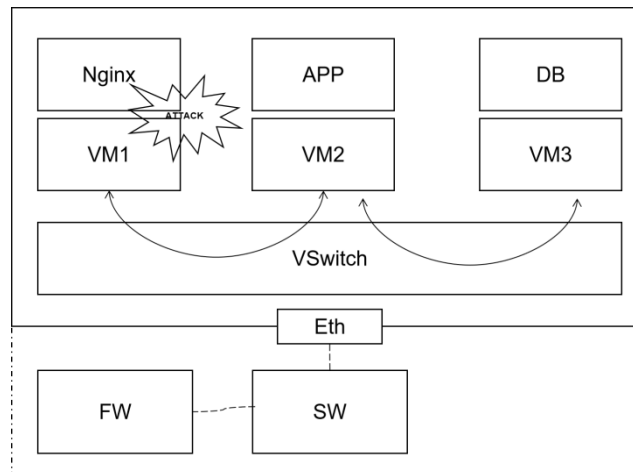 Nginx
APP
DB
ATTACK
VM1
VM2
VM3
VSwitch
Eth
FW
SW